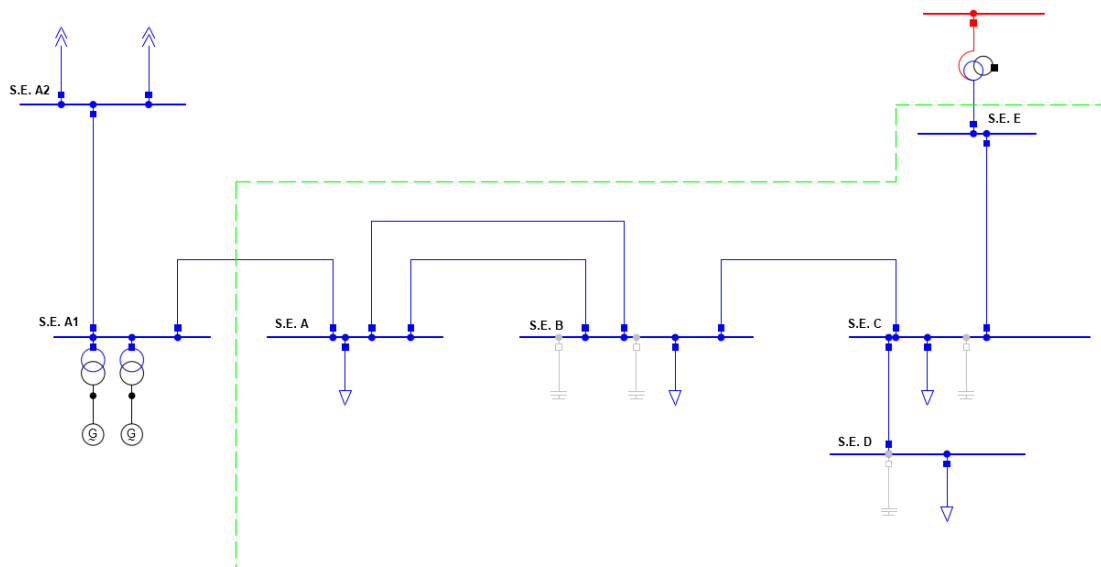 S.E. A2
S.E. E
S.E. A1
S.E. A
S.E. B
S.E. C
G
~
G
~
S.E. D